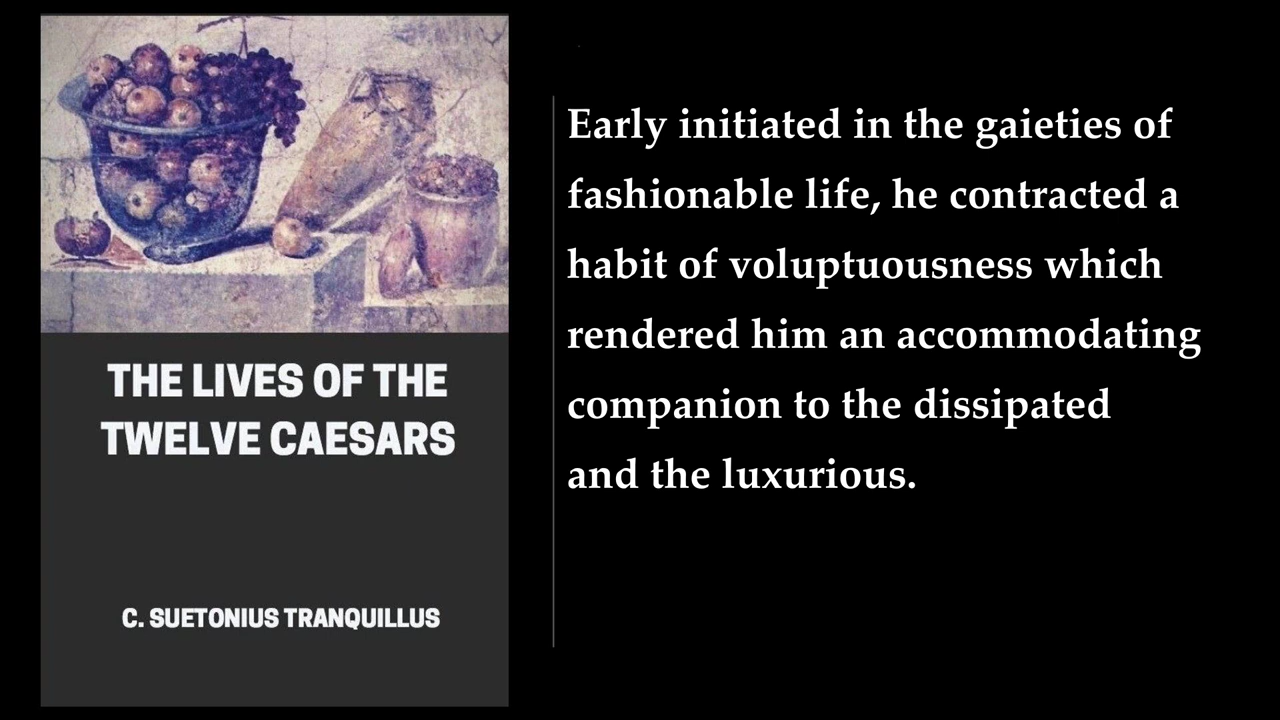 THE LIVES OF THE
TWELVE CAESARS
C. SUETONIUS TRANQUILLUS
Early initiated in the gaieties of
fashionable life, he contracted a
habit of voluptuousness which
rendered him an accommodating
companion to the dissipated
and the luxurious.